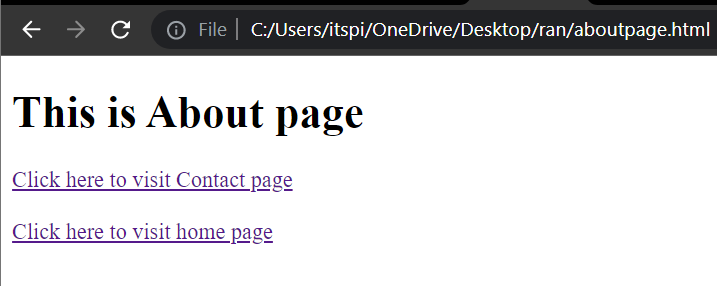 File | C:/Users/itspi/OneDrive/Desktop/ran/aboutpage.html
This is About page
Click here to visit Contact page
Click here to visit home page